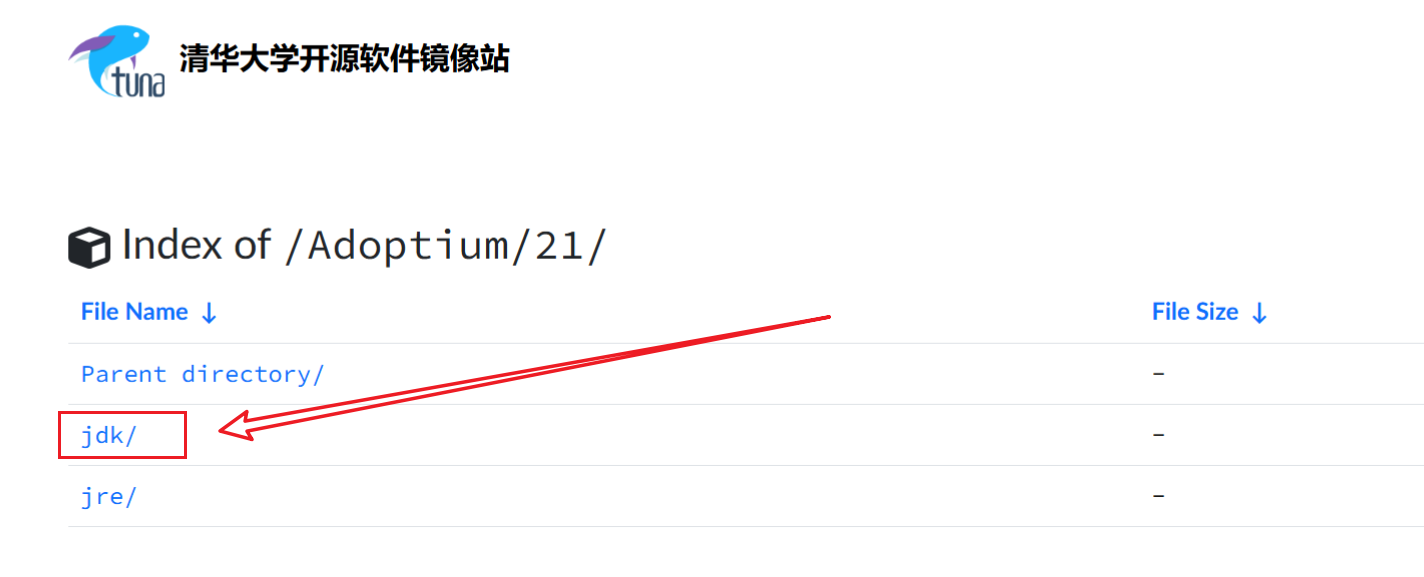 tuna 清华大学开源软件镜像站
Index of /Adoptium/21/
File Name ↓ File Size ↓
Parent directory/ -
jdk/ -
jre/ -